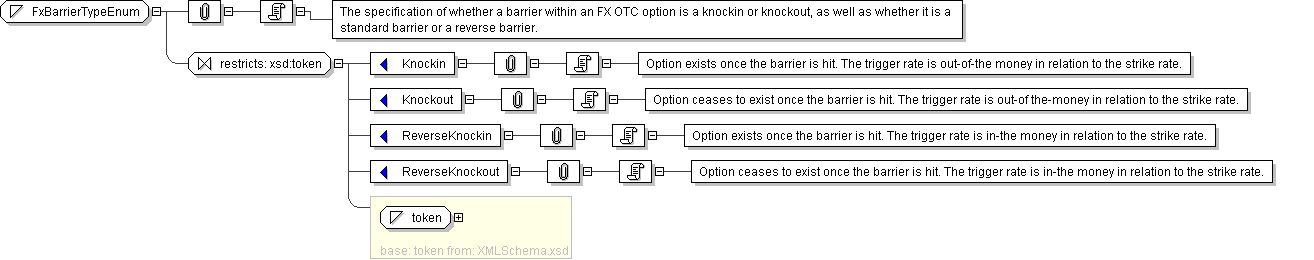 FxBarrierTypeEnum
The specification of whether a barrier within an FX OTC option is a knockin or knockout, as well as whether it is a
standard barrier or a reverse barrier.
restricts: xsd:token
Knockin
Option exists once the barrier is hit. The trigger rate is out-of-the money in relation to the strike rate.
Knockout
Option ceases to exist once the barrier is hit. The trigger rate is out-of the-money in relation to the strike rate.
ReverseKnockin
Option exists once the barrier is hit. The trigger rate is in-the money in relation to the strike rate.
ReverseKnockout
Option ceases to exist once the barrier is hit. The trigger rate is in-the money in relation to the strike rate.
token
base: token from: XMLSchema.xsd